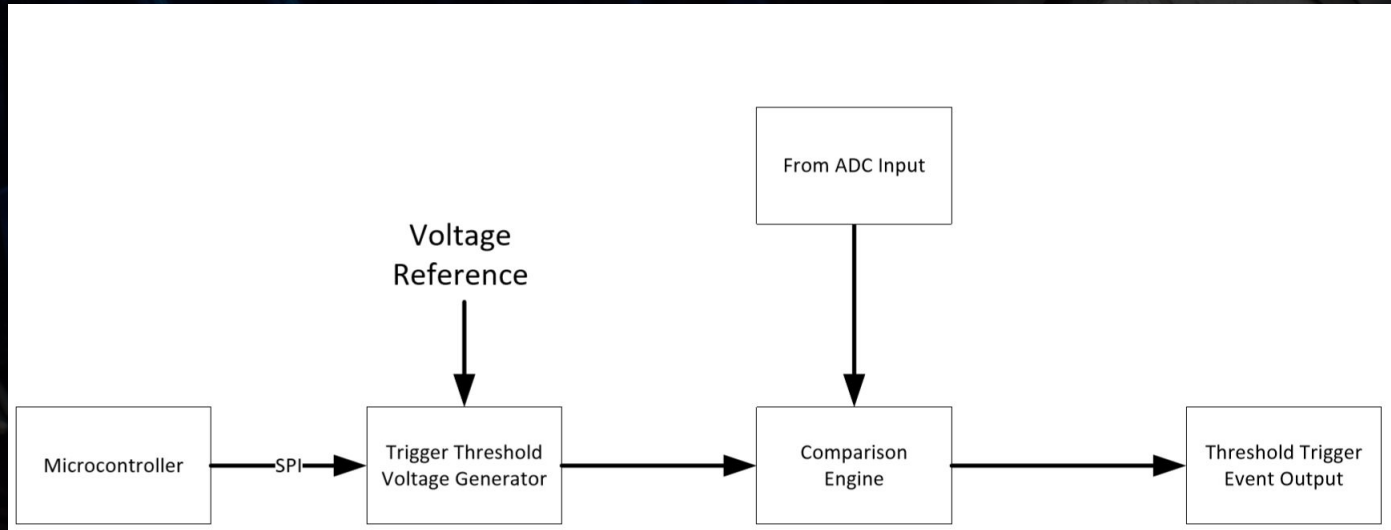 From ADC Input
Voltage
Reference
Microcontroller
SPI
Trigger Threshold
Voltage Generator
Comparison
Engine
Threshold Trigger
Event Output